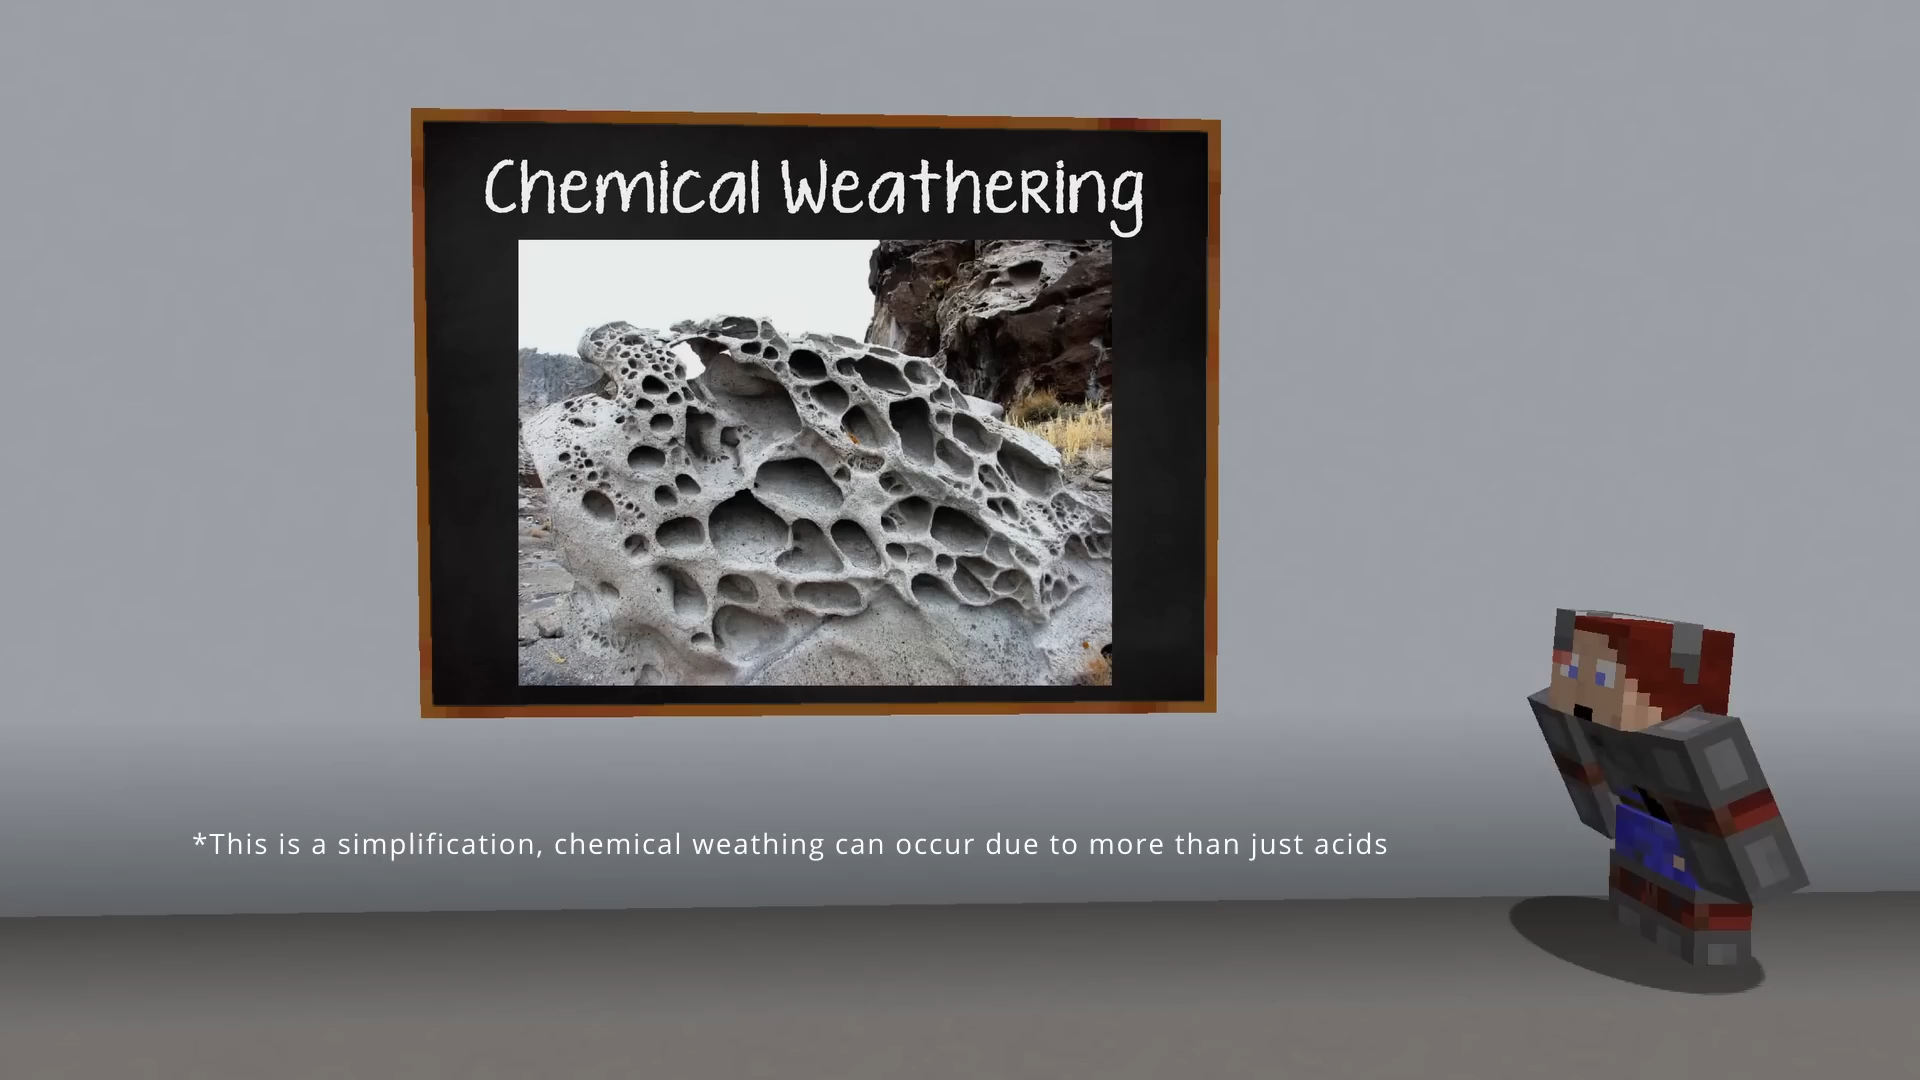 Chemical Weathering
*This is a simplification, chemical weathing can occur due to more than just acids